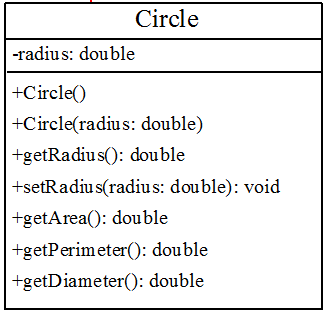 Circle
-radius: double
+Circle()
+Circle(radius: double)
+getRadius(): double
+setRadius(radius: double): void
+getArea(): double
+getPerimeter(): double
+getDiameter(): double